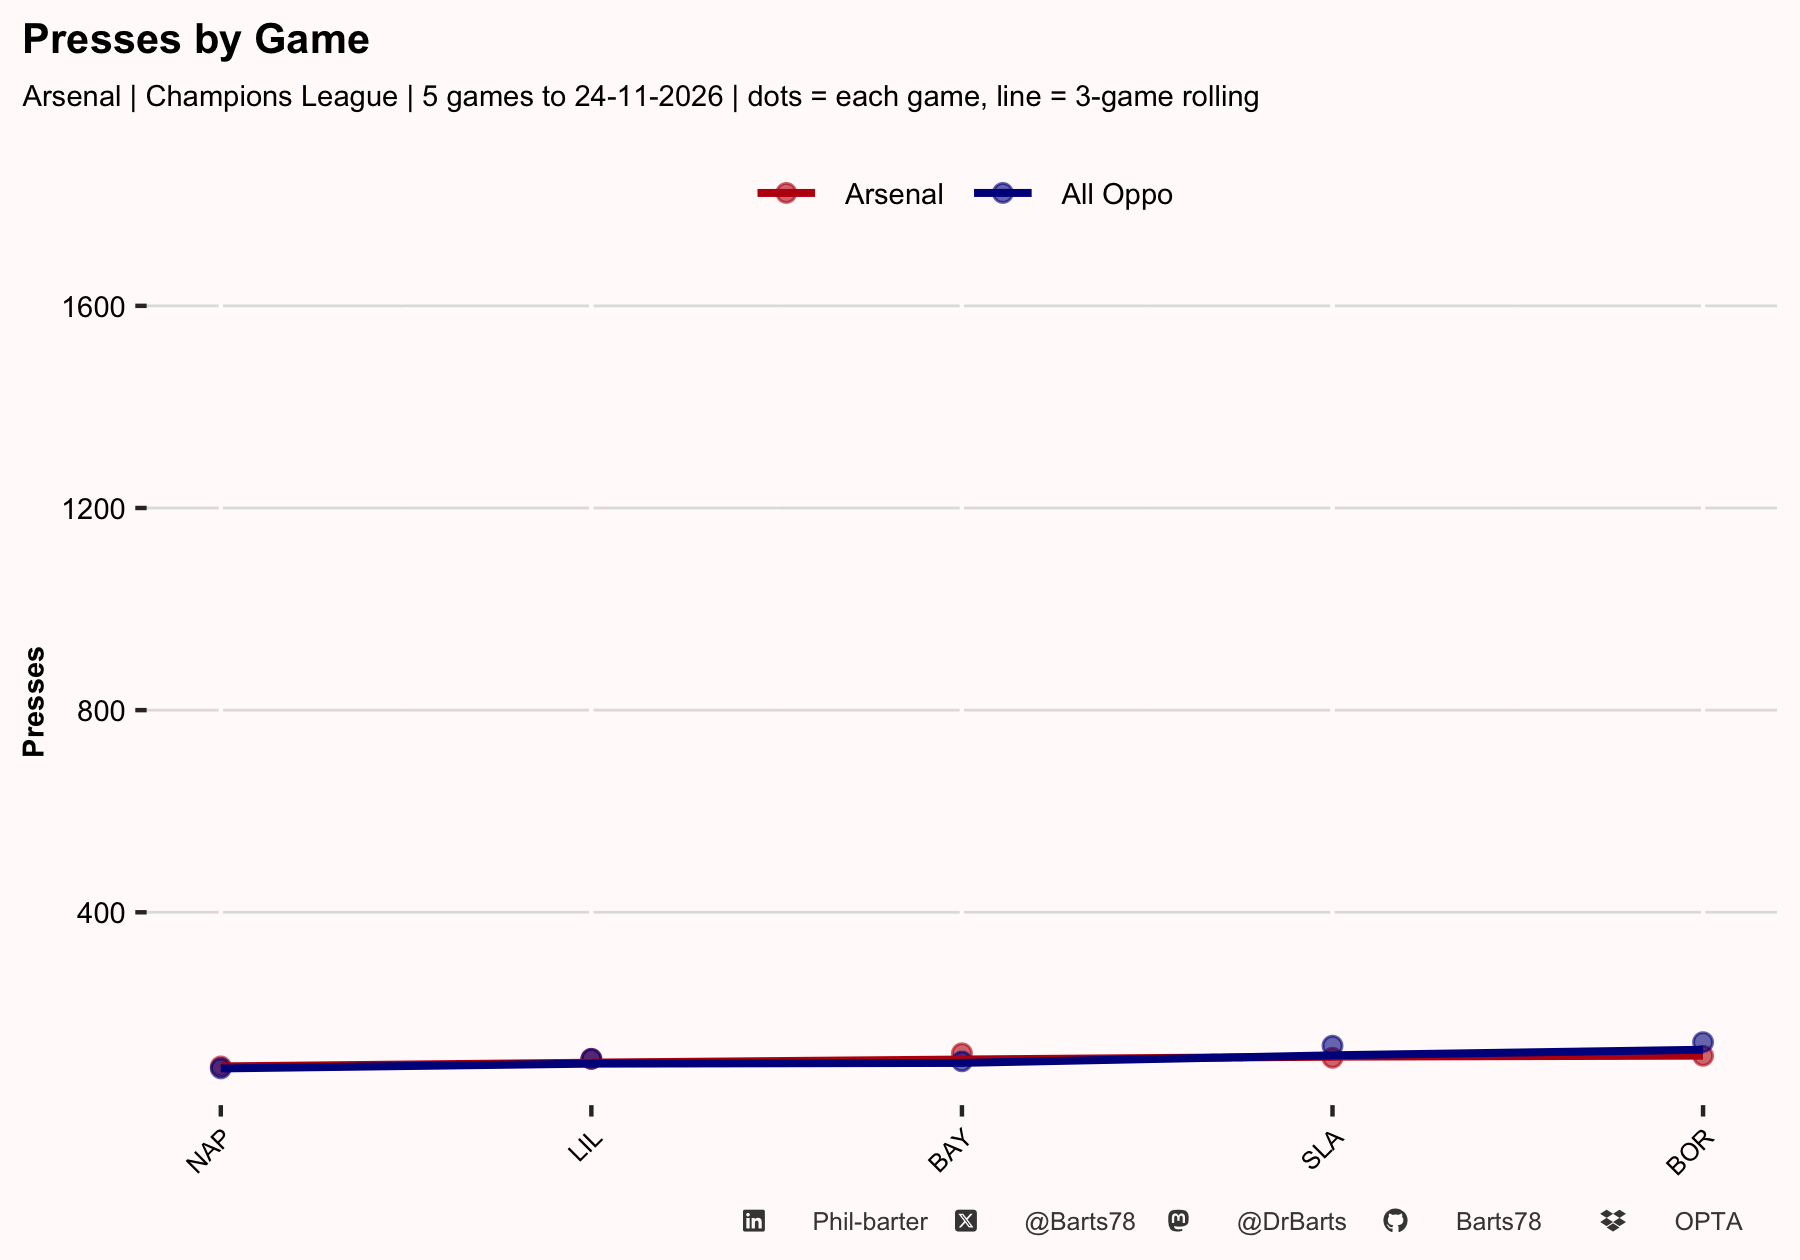 Presses by Game
Arsenal | Champions League | 5 games to 24-11-2026 | dots = each game, line = 3-game rolling
Arsenal
All Oppo
1600
1200
800
400
Presses
NAP
LIL
BAY
SLA
BOR
Phil-barter @Barts78 @DrBarts Barts78 OPTA